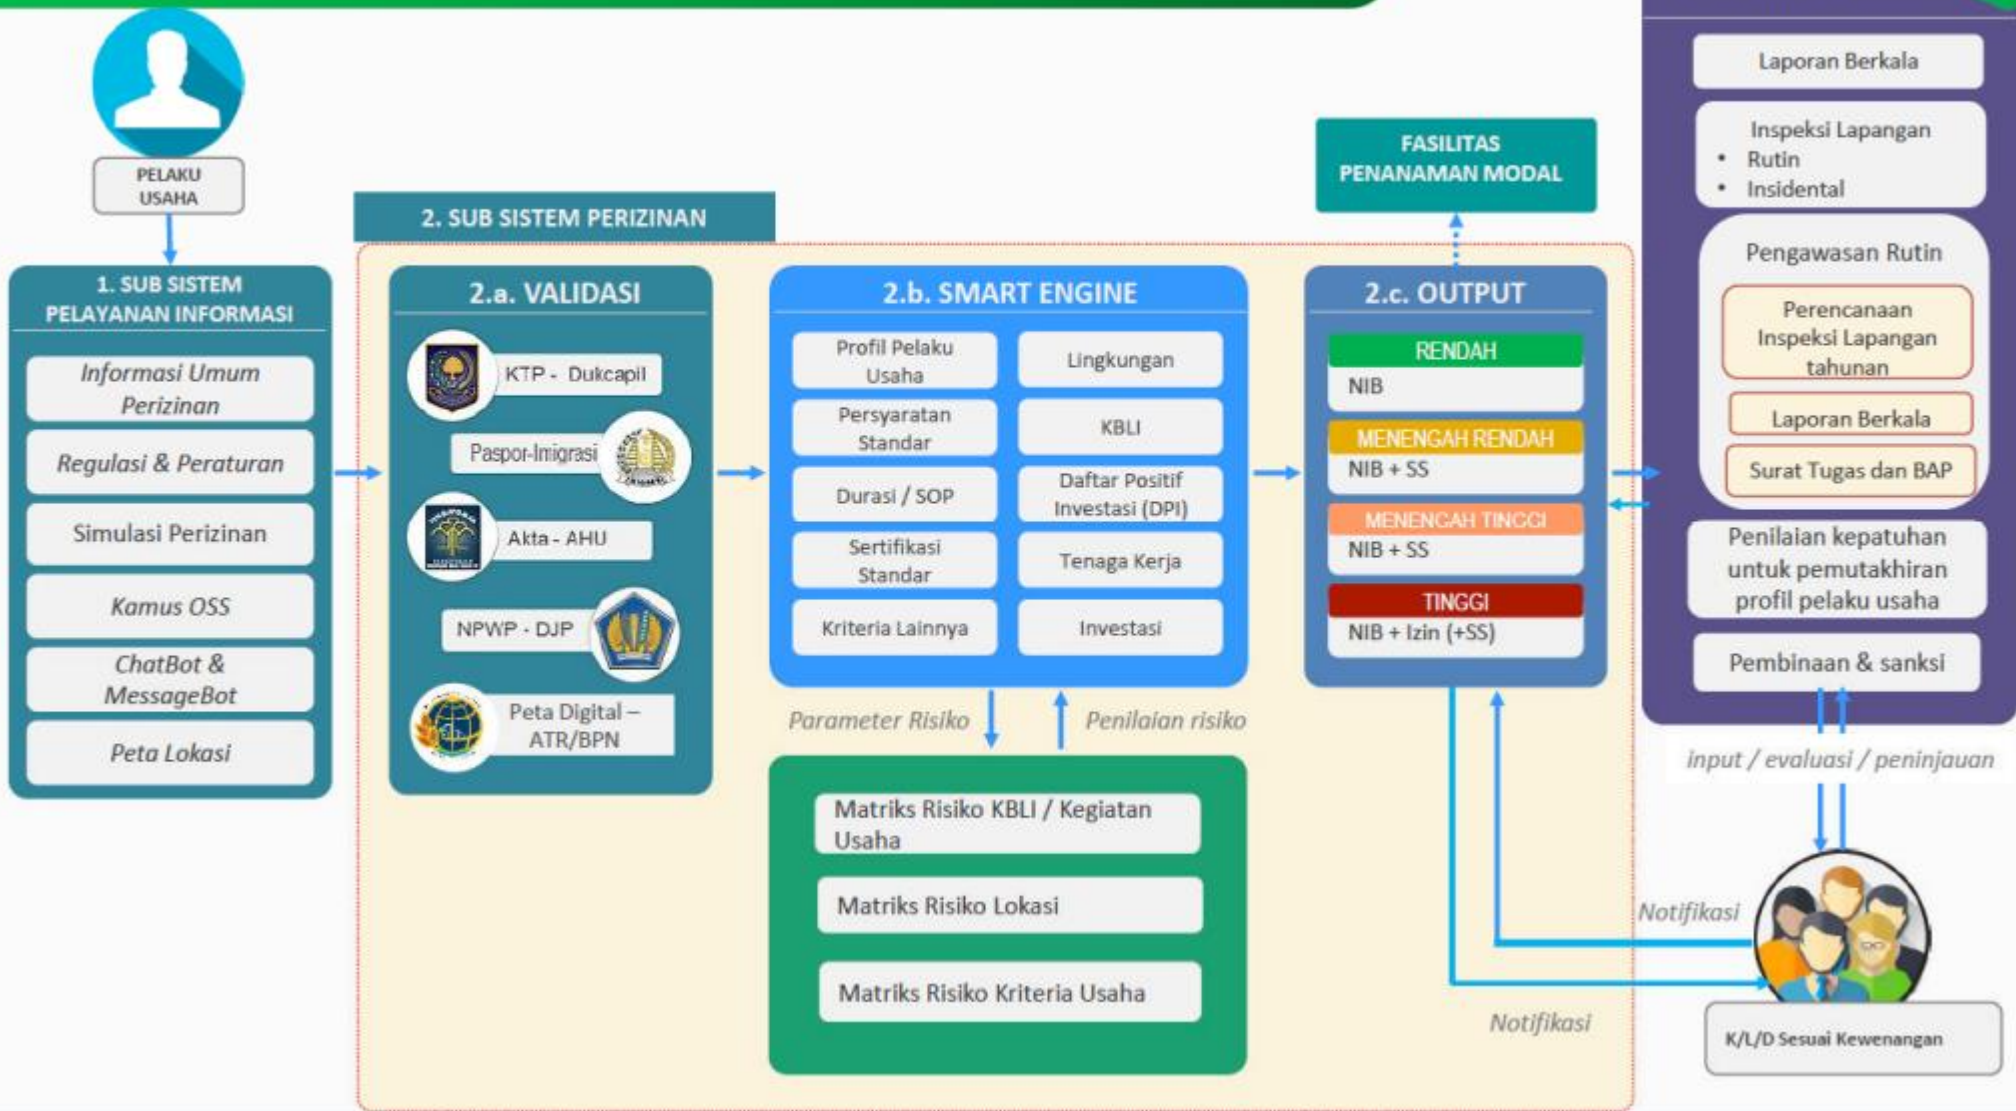 PELAKU
USAHA
1. SUB SISTEM
PELAYANAN INFORMASI
Informasi Umum
Perizinan
Regulasi & Peraturan
Simulasi Perizinan
Kamus OSS
ChatBot &
MessageBot
Peta Lokasi
2. SUB SISTEM PERIZINAN
2.a. VALIDASI
KTP - Dukcapil
Paspor-Imigrasi
Akta - AHU
NPWP - DJP
Peta Digital –
ATR/BPN
2.b. SMART ENGINE
Profil Pelaku
Usaha
Lingkungan
Persyaratan
Standar
KBLI
Durasi / SOP
Daftar Positif
Investasi (DPI)
Sertifikasi
Standar
Tenaga Kerja
Kriteria Lainnya
Investasi
Parameter Risiko
Penilaian risiko
Matriks Risiko KBLI / Kegiatan
Usaha
Matriks Risiko Lokasi
Matriks Risiko Kriteria Usaha
FASILITAS
PENANAMAN MODAL
2.c. OUTPUT
RENDAH
NIB
MENENGAH RENDAH
NIB + SS
MENENGAH TINGGI
NIB + SS
TINGGI
NIB + Izin (+SS)
Laporan Berkala
Inspeksi Lapangan
• Rutin
• Insidental
Pengawasan Rutin
Perencanaan
Inspeksi Lapangan
tahunan
Laporan Berkala
Surat Tugas dan BAP
Penilaian kepatuhan
untuk pemutakhiran
profil pelaku usaha
Pembinaan & sanksi
input / evaluasi / peninjauan
Notifikasi
Notifikasi
K/L/D Sesuai Kewenangan